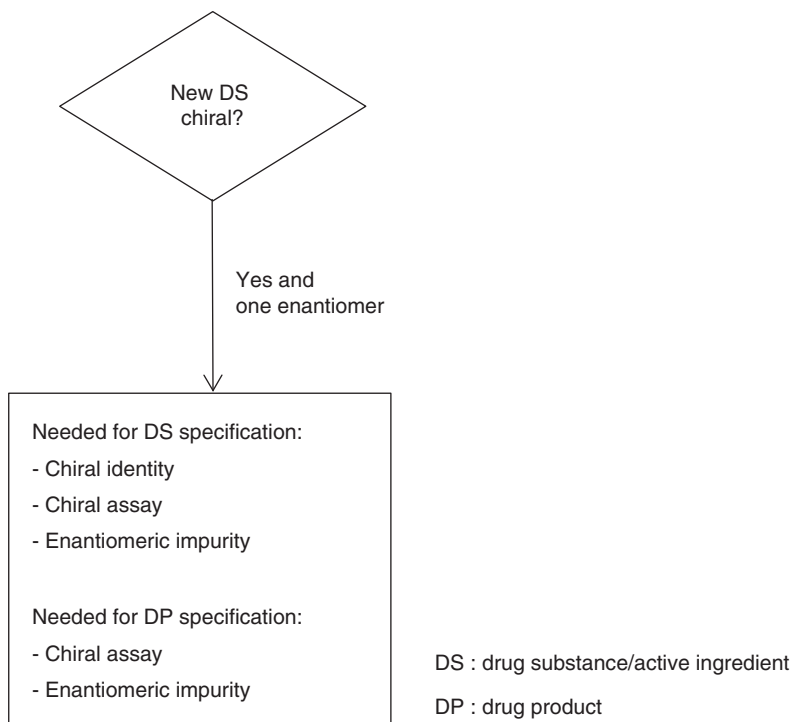 New DS
chiral?
Yes and
one enantiomer
Needed for DS specification:
- Chiral identity
- Chiral assay
- Enantiomeric impurity
Needed for DP specification:
- Chiral assay
- Enantiomeric impurity
DS : drug substance/active ingredient
DP : drug product